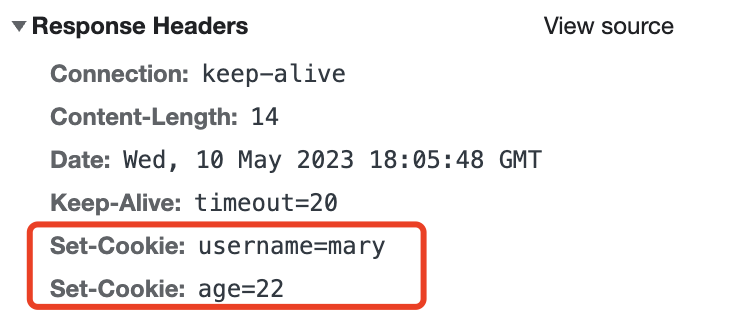 Response Headers View source
Connection: keep-alive
Content-Length: 14
Date: Wed, 10 May 2023 18:05:48 GMT
Keep-Alive: timeout=20
Set-Cookie: username=mary
Set-Cookie: age=22